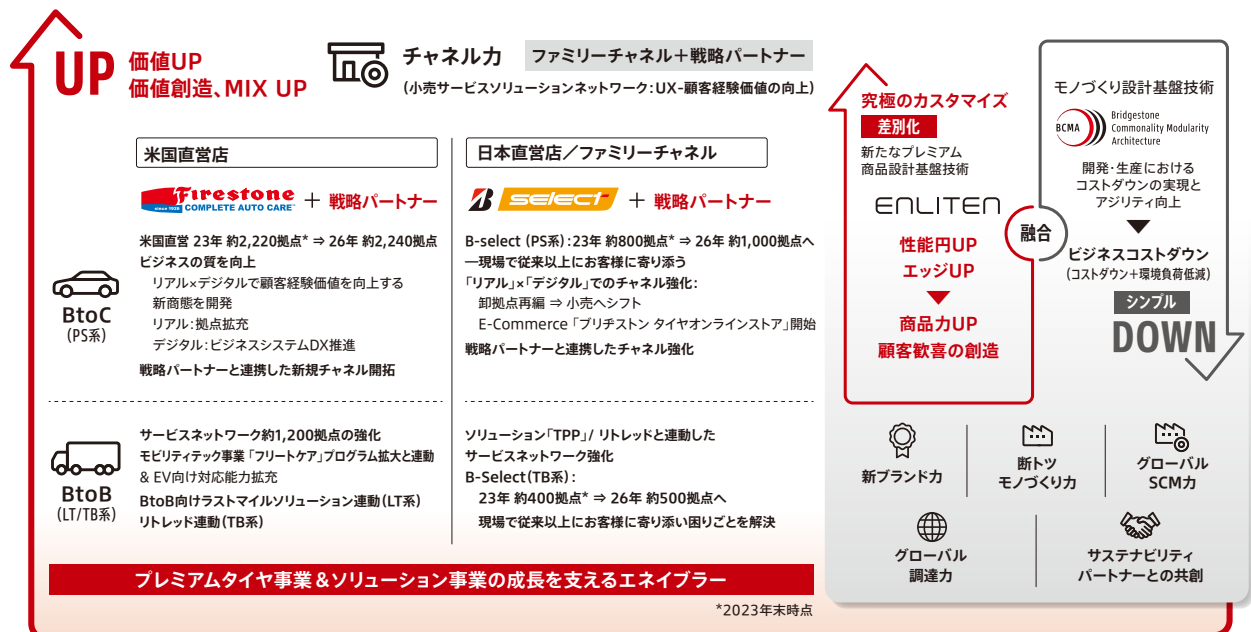 UP
価値UP
価値創造、MIX UP
チャネル力
ファミリーチャネル＋戦略パートナー
（小売サービスソリューションネットワーク：UX-顧客経験価値の向上）
米国直営店
Firestone
since 1926 COMPLETE AUTO CARE™
＋ 戦略パートナー
日本直営店／ファミリーチャネル
B select
＋ 戦略パートナー
BtoC
（PS系）
米国直営 23年 約2,220拠点* ⇒ 26年 約2,240拠点
ビジネスの質を向上
リアル×デジタルで顧客経験価値を向上する
新商態を開発
リアル：拠点拡充
デジタル：ビジネスシステムDX推進
戦略パートナーと連携した新規チャネル開拓
B-select（PS系）：23年 約800拠点* ⇒ 26年 約1,000拠点へ
―現場で従来以上にお客様に寄り添う
「リアル」×「デジタル」でのチャネル強化：
卸拠点再編 ⇒ 小売へシフト
E-Commerce「ブリヂストン タイヤオンラインストア」開始
戦略パートナーと連携したチャネル強化
BtoB
（LT/TB系）
サービスネットワーク約1,200拠点の強化
モビリティテック事業「フリートケア」プログラム拡大と連動
& EV向け対応能力拡充
BtoB向けラストマイルソリューション連動（LT系）
リトレッド連動（TB系）
ソリューション「TPP」/ リトレッドと連動した
サービスネットワーク強化
B-Select（TB系）：
23年 約400拠点* ⇒ 26年 約500拠点へ
現場で従来以上にお客様に寄り添い困りごとを解決
プレミアムタイヤ事業＆ソリューション事業の成長を支えるエネイブラー
*2023年末時点
究極のカスタマイズ
差別化
新たなプレミアム
商品設計基盤技術
ENLITEN
性能円UP
エッジUP
商品力UP
顧客歓喜の創造
融合
モノづくり設計基盤技術
BCMA
Bridgestone
Commonality Modularity
Architecture
開発・生産における
コストダウンの実現と
アジリティ向上
ビジネスコストダウン
（コストダウン＋環境負荷低減）
シンプル
DOWN
新ブランド力
断トツ
モノづくり力
グローバル
SCM力
グローバル
調達力
サステナビリティ
パートナーとの共創